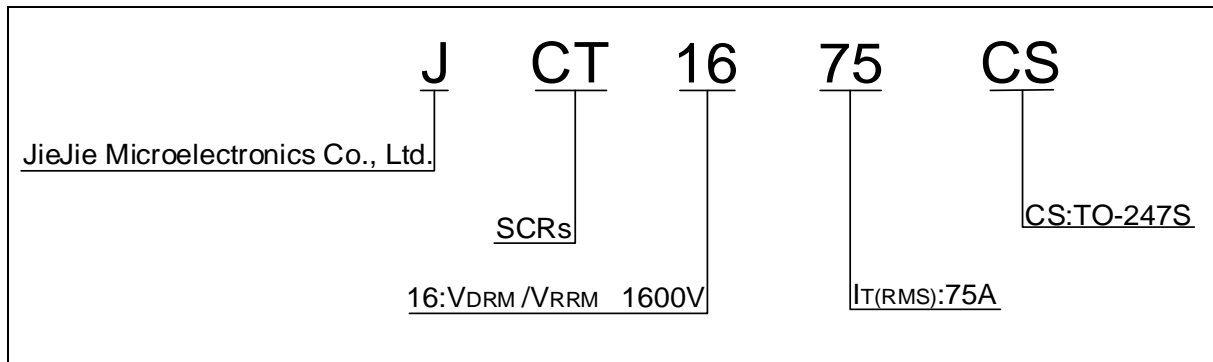 J CT 16 75 CS
JieJie Microelectronics Co., Ltd.
CS:TO-247S
SCRs
16:VDRM /VRRM 1600V
IT(RMS):75A